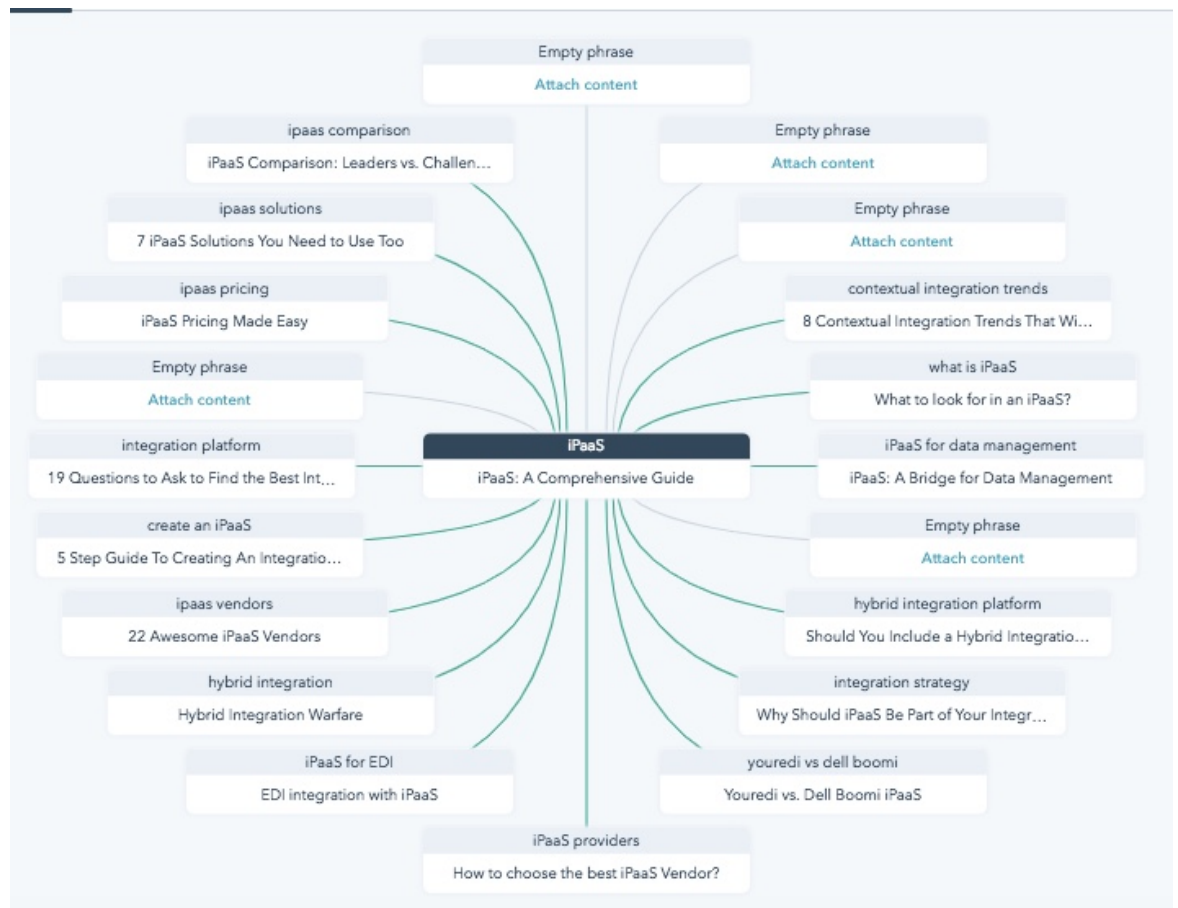 Empty phrase
Attach content
ipaas comparison
iPaaS Comparison: Leaders vs. Challen...
Empty phrase
Attach content
ipaas solutions
7 iPaaS Solutions You Need to Use Too
Empty phrase
Attach content
ipaas pricing
iPaaS Pricing Made Easy
contextual integration trends
8 Contextual Integration Trends That Wi...
Empty phrase
Attach content
what is iPaaS
What to look for in an iPaaS?
integration platform
19 Questions to Ask to Find the Best Int...
iPaaS
iPaaS: A Comprehensive Guide
iPaaS for data management
iPaaS: A Bridge for Data Management
create an iPaaS
5 Step Guide To Creating An Integratio...
Empty phrase
Attach content
ipaas vendors
22 Awesome iPaaS Vendors
hybrid integration platform
Should You Include a Hybrid Integratio...
hybrid integration
Hybrid Integration Warfare
integration strategy
Why Should iPaaS Be Part of Your Integr...
iPaaS for EDI
EDI integration with iPaaS
youredi vs dell boomi
Youredi vs. Dell Boomi iPaaS
iPaaS providers
How to choose the best iPaaS Vendor?